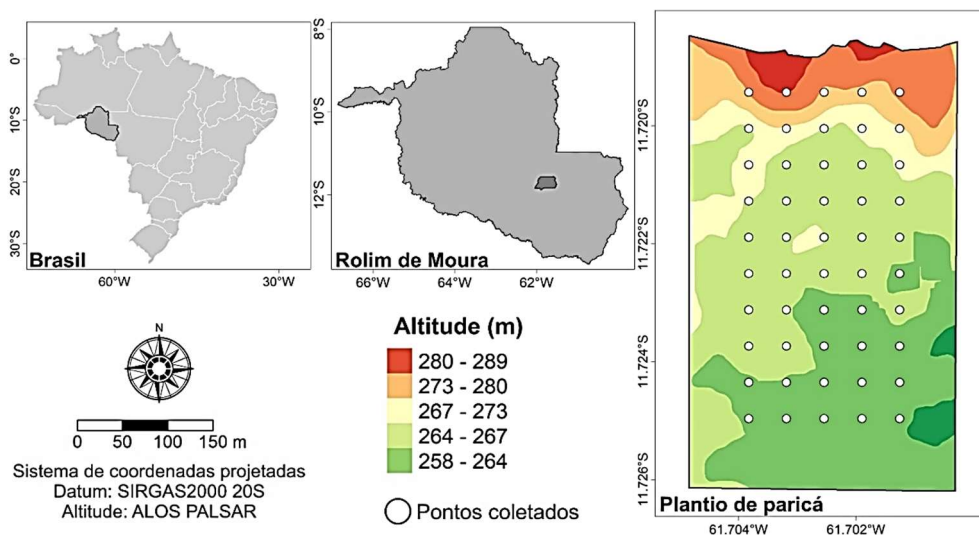 0°
10°S
20°S
30°S
Brasil
60°W
30°W
8°S
10°S
12°S
Rolim de Moura
66°W
64°W
62°W
N
0 50 100 150 m
Sistema de coordenadas projetadas
Datum: SIRGAS2000 20S
Altitude: ALOS PALSAR
Altitude (m)
280 - 289
273 - 280
267 - 273
264 - 267
258 - 264
Pontos coletados
11.720°S
11.722°S
11.724°S
11.726°S
Plantio de paricá
61.704°W
61.702°W